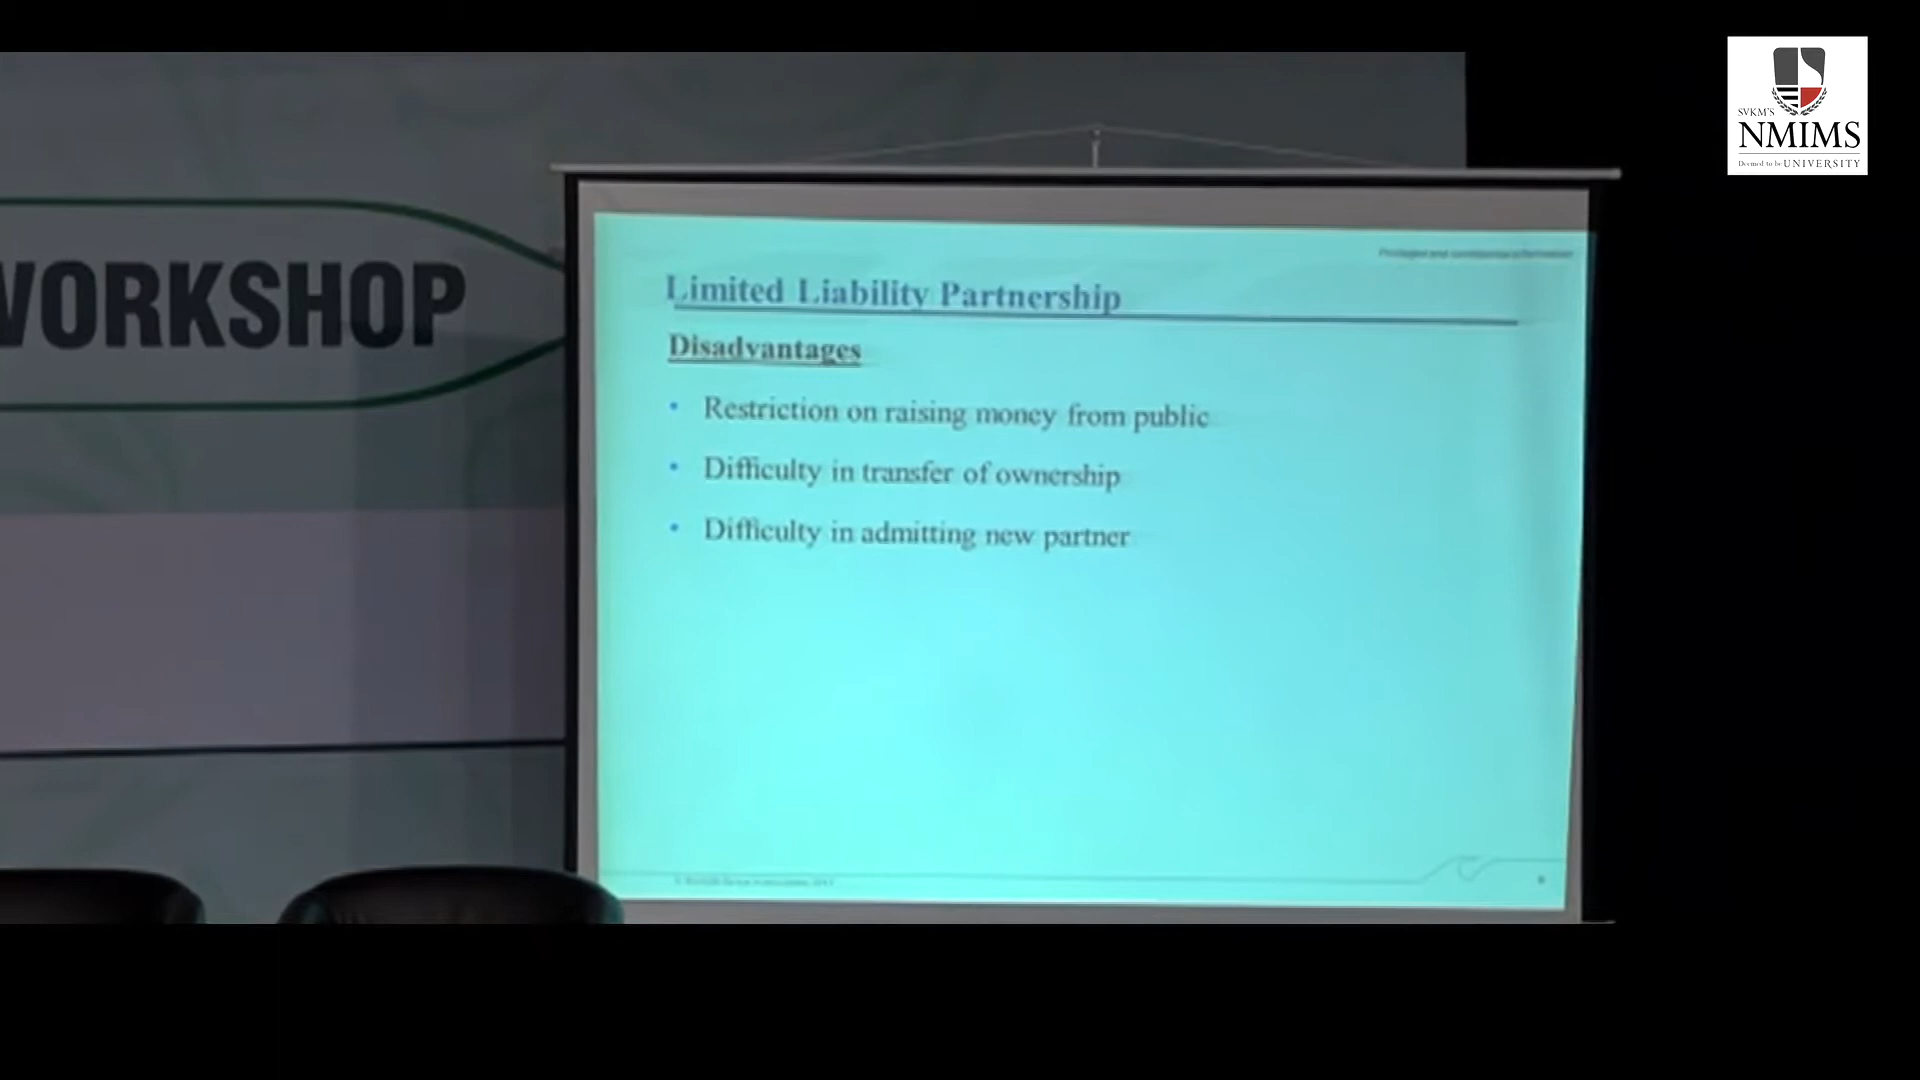 SVKM'S
NMIMS
Deemed to be UNIVERSITY
WORKSHOP
Limited Liability Partnership
Disadvantages
• Restriction on raising money from public
• Difficulty in transfer of ownership
• Difficulty in admitting new partner